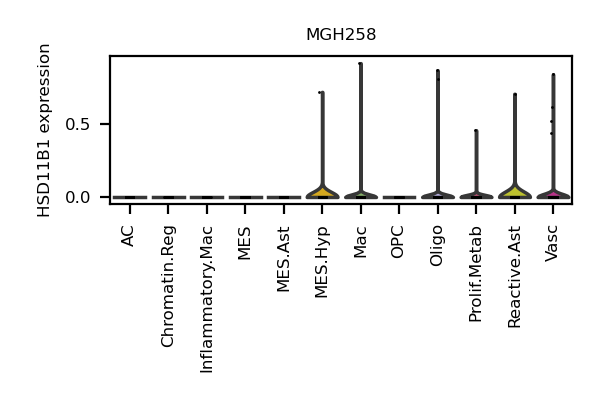 MGH258
HSD11B1 expression
0.5
0.0
AC
Chromatin.Reg
Inflammatory.Mac
MES
MES.Ast
MES.Hyp
Mac
OPC
Oligo
Prolif.Metab
Reactive.Ast
Vasc